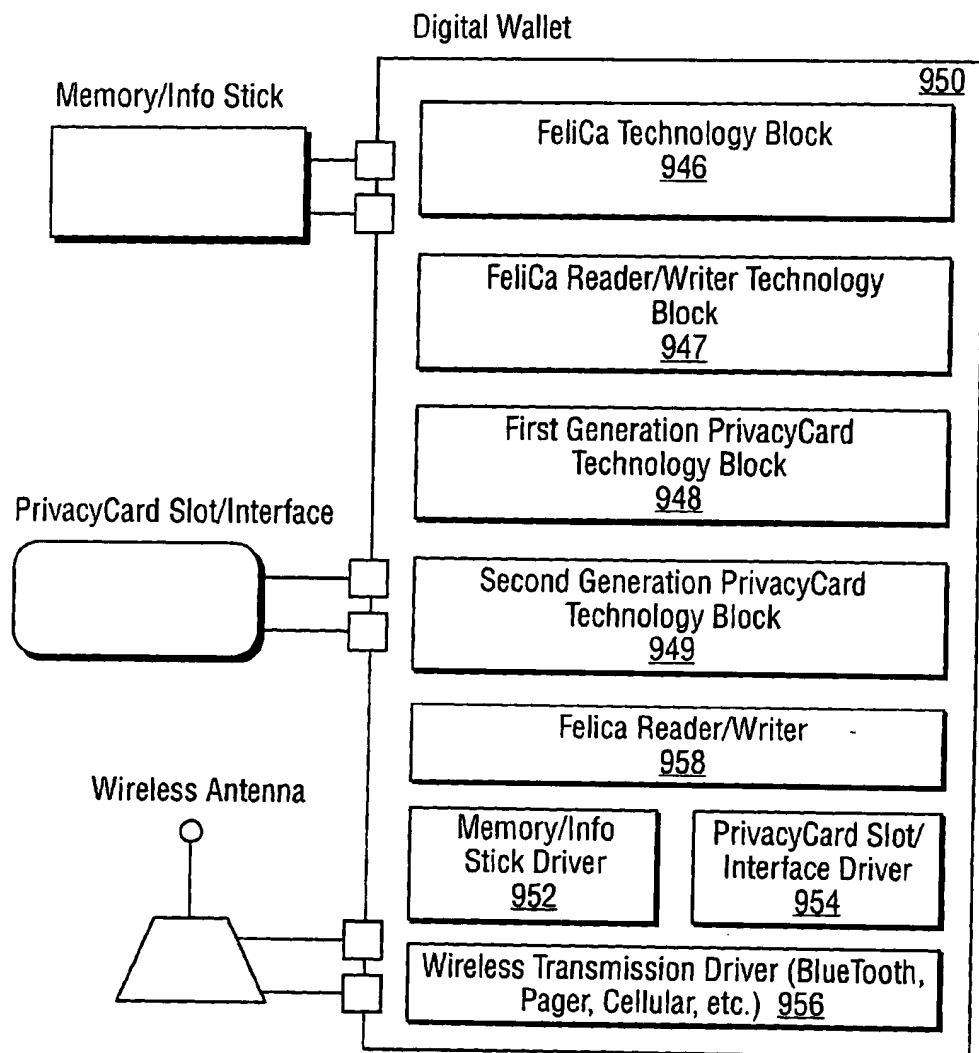 Digital Wallet
950
Memory/Info Stick
FeliCa Technology Block
946
FeliCa Reader/Writer Technology
Block
947
First Generation PrivacyCard
Technology Block
948
PrivacyCard Slot/Interface
Second Generation PrivacyCard
Technology Block
949
Felica Reader/Writer
958
Wireless Antenna
Memory/Info
Stick Driver
952
PrivacyCard Slot/
Interface Driver
954
Wireless Transmission Driver (BlueTooth,
Pager, Cellular, etc.) 956